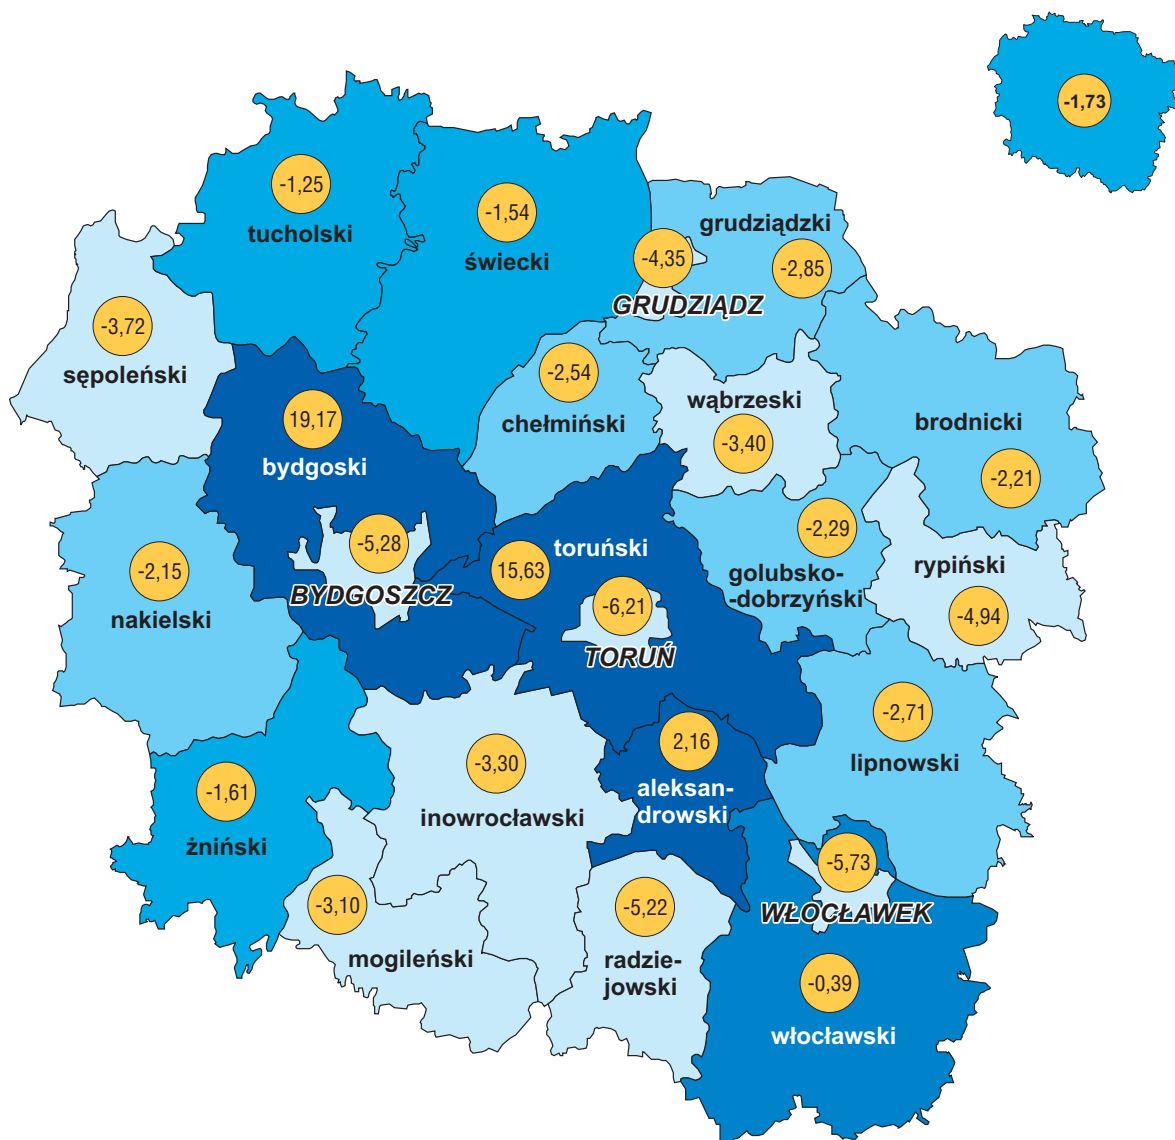 -1,73
-1,25
tucholski
-1,54
świecki
grudziądzki
-4,35
-2,85
GRUDZIĄDZ
-3,72
sępoleński
-2,54
chełmiński
wąbrzeski
-3,40
brodnicki
-2,21
19,17
bydgoski
-5,28
BYDGOSZCZ
-2,15
nakielski
toruński
15,63
-6,21
TORUŃ
-2,29
golubsko-
-dobrzyński
rypiński
-4,94
-2,71
lipnowski
2,16
aleksan-
drowski
-3,30
inowrocławski
-1,61
żniński
-3,10
mogileński
-5,22
radzie-
jowski
-5,73
WŁOCŁAWEK
-0,39
włocławski